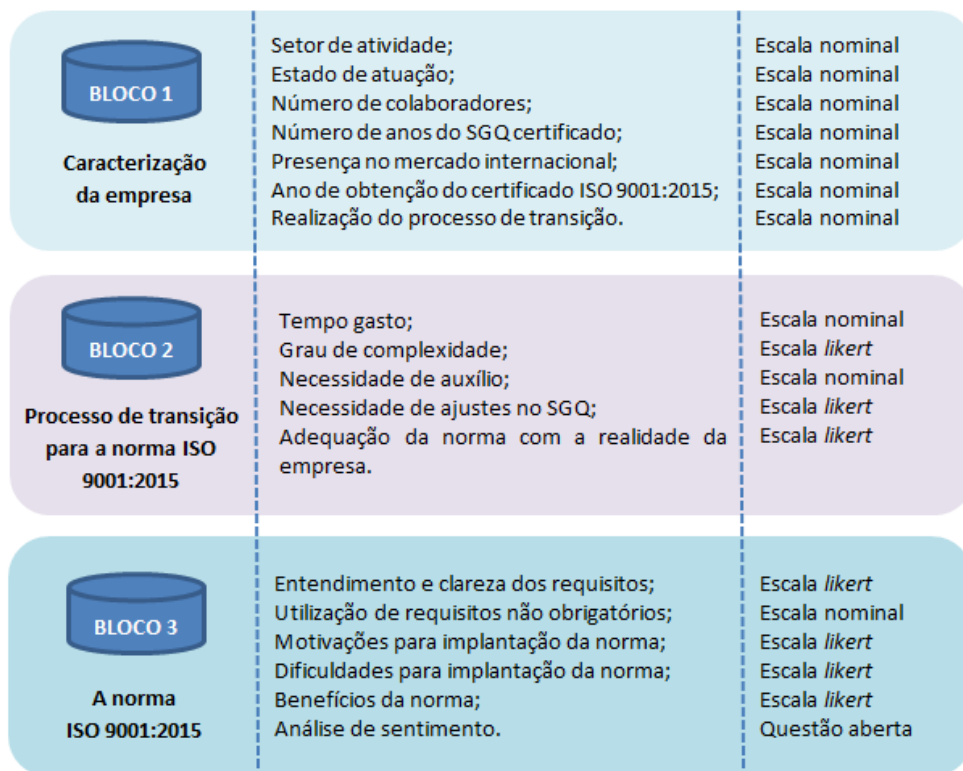 BLOCO 1
Caracterização
da empresa
Setor de atividade;
Estado de atuação;
Número de colaboradores;
Número de anos do SGQ certificado;
Presença no mercado internacional;
Ano de obtenção do certificado ISO 9001:2015;
Realização do processo de transição.
Escala nominal
Escala nominal
Escala nominal
Escala nominal
Escala nominal
Escala nominal
Escala nominal
BLOCO 2
Processo de transição
para a norma ISO
9001:2015
Tempo gasto;
Grau de complexidade;
Necessidade de auxílio;
Necessidade de ajustes no SGQ;
Adequação da norma com a realidade da
empresa.
Escala nominal
Escala likert
Escala nominal
Escala likert
Escala likert
BLOCO 3
A norma
ISO 9001:2015
Entendimento e clareza dos requisitos;
Utilização de requisitos não obrigatórios;
Motivações para implantação da norma;
Dificuldades para implantação da norma;
Benefícios da norma;
Análise de sentimento.
Escala likert
Escala nominal
Escala likert
Escala likert
Escala likert
Questão aberta